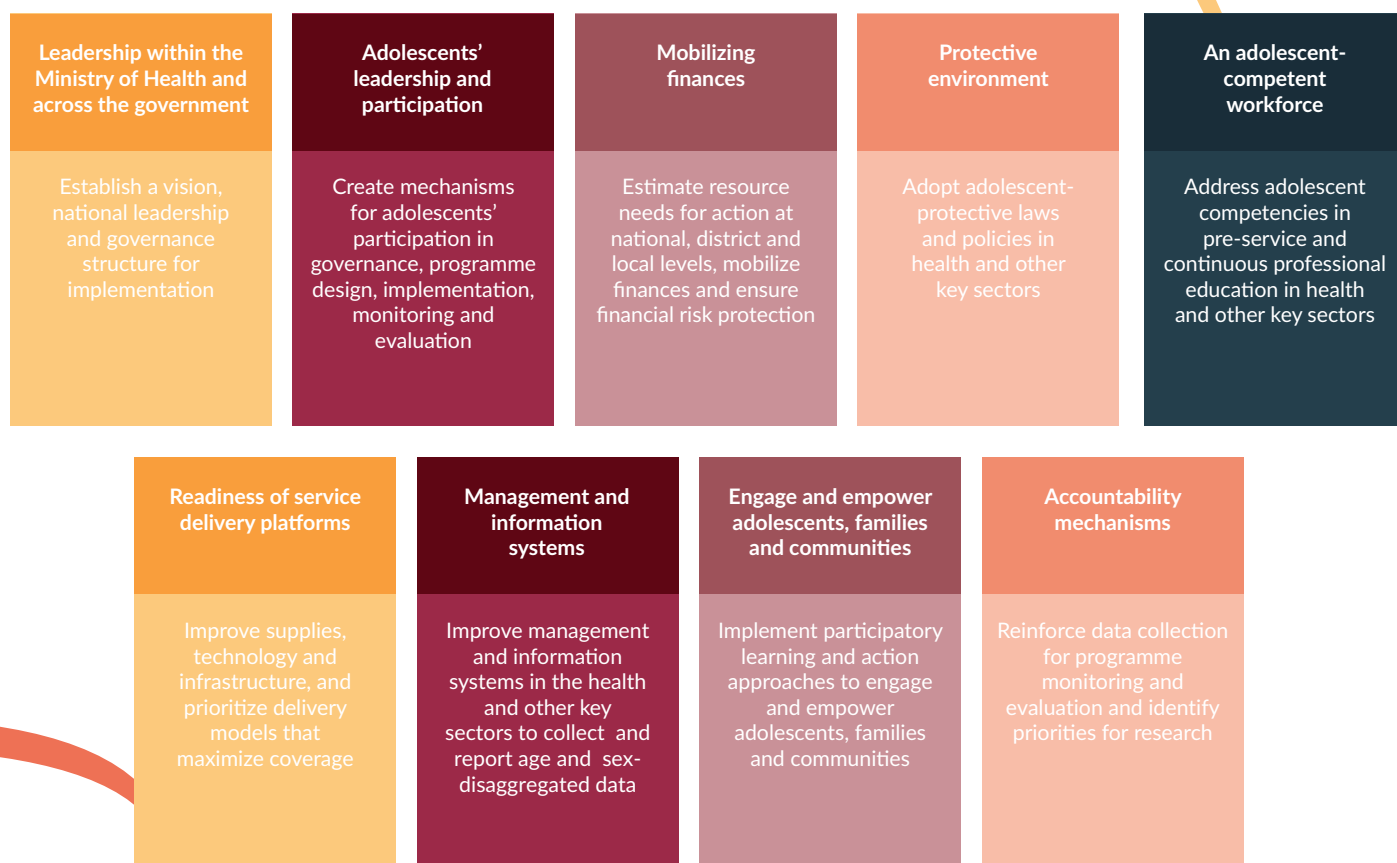 Leadership within the
Ministry of Health and
across the government
Establish a vision,
national leadership
and governance
structure for
implementation
Adolescents’
leadership and
participation
Create mechanisms
for adolescents’
participation in
governance, programme
design, implementation,
monitoring and
evaluation
Mobilizing
finances
Estimate resource
needs for action at
national, district and
local levels, mobilize
finances and ensure
financial risk protection
Protective
environment
Adopt adolescent-
protective laws
and policies in
health and other
key sectors
An adolescent-
competent
workforce
Address adolescent
competencies in
pre-service and
continuous professional
education in health
and other key sectors
Readiness of service
delivery platforms
Improve supplies,
technology and
infrastructure, and
prioritize delivery
models that
maximize coverage
Management and
information
systems
Improve management
and information
systems in the health
and other key
sectors to collect  and
report age and  sex-
disaggregated data
Engage and empower
adolescents, families
and communities
Implement participatory
learning and action
approaches to engage
and empower
adolescents, families
and communities
Accountability
mechanisms
Reinforce data collection
for programme
monitoring and
evaluation and identify
priorities for research